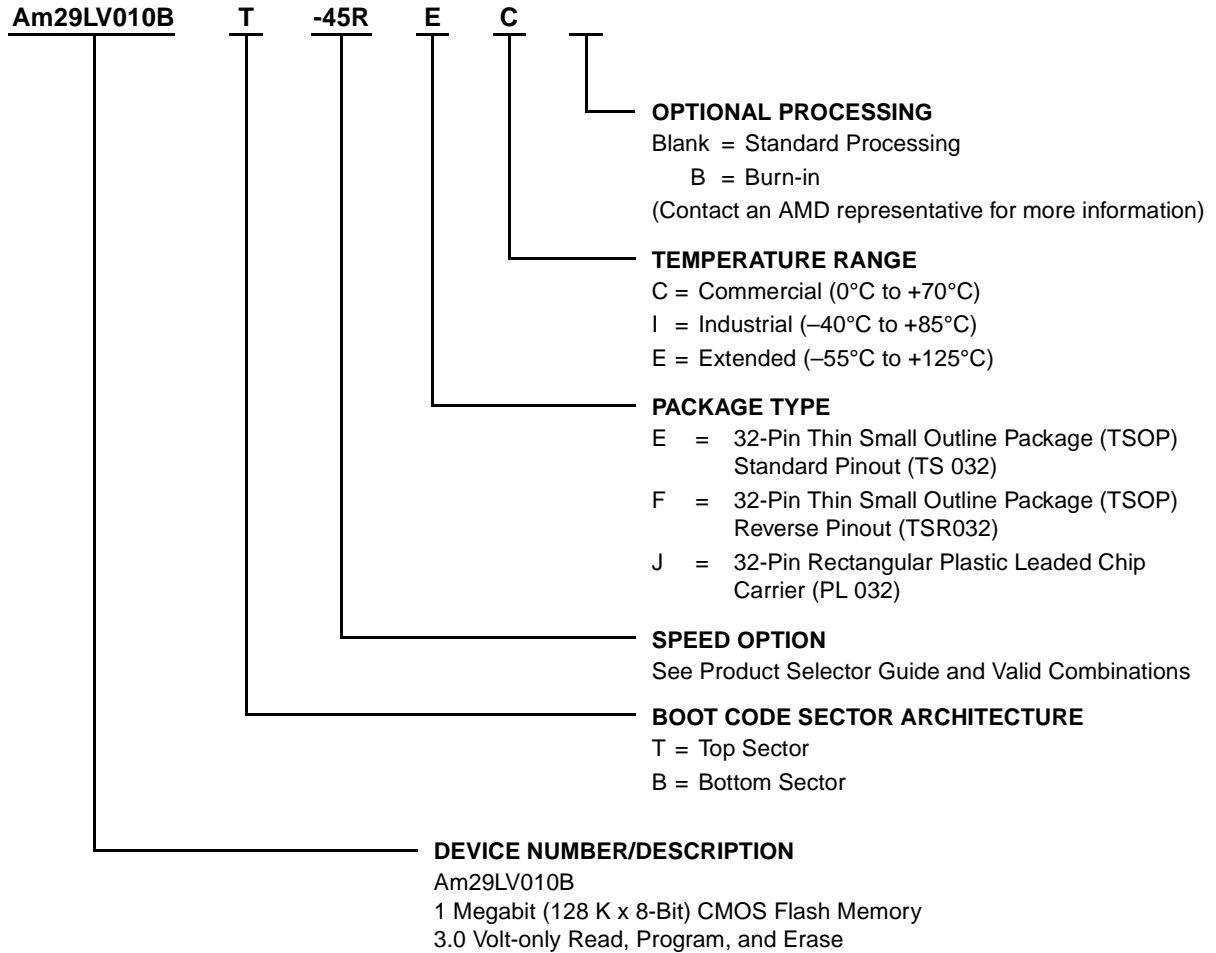 Am29LV010B T -45R E C
OPTIONAL PROCESSING
Blank = Standard Processing
B = Burn-in
(Contact an AMD representative for more information)
TEMPERATURE RANGE
C = Commercial (0°C to +70°C)
I = Industrial (–40°C to +85°C)
E = Extended (–55°C to +125°C)
PACKAGE TYPE
E = 32-Pin Thin Small Outline Package (TSOP)
Standard Pinout (TS 032)
F = 32-Pin Thin Small Outline Package (TSOP)
Reverse Pinout (TSR032)
J = 32-Pin Rectangular Plastic Leaded Chip
Carrier (PL 032)
SPEED OPTION
See Product Selector Guide and Valid Combinations
BOOT CODE SECTOR ARCHITECTURE
T = Top Sector
B = Bottom Sector
DEVICE NUMBER/DESCRIPTION
Am29LV010B
1 Megabit (128 K x 8-Bit) CMOS Flash Memory
3.0 Volt-only Read, Program, and Erase